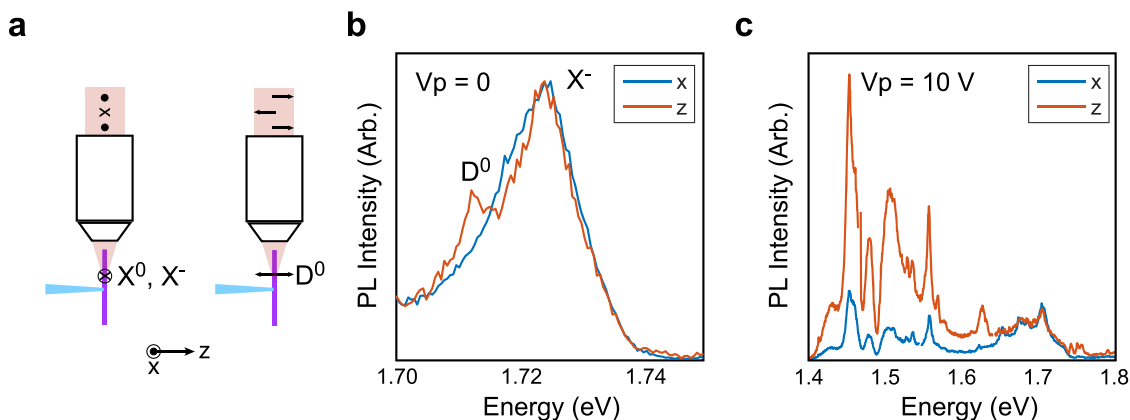 a
x
X⁰, X⁻
D⁰
z
x
b
Vp = 0
X⁻
x
z
D⁰
PL Intensity (Arb.)
1.70
1.72
1.74
Energy (eV)
c
Vp = 10 V
x
z
PL Intensity (Arb.)
1.4
1.5
1.6
1.7
1.8
Energy (eV)